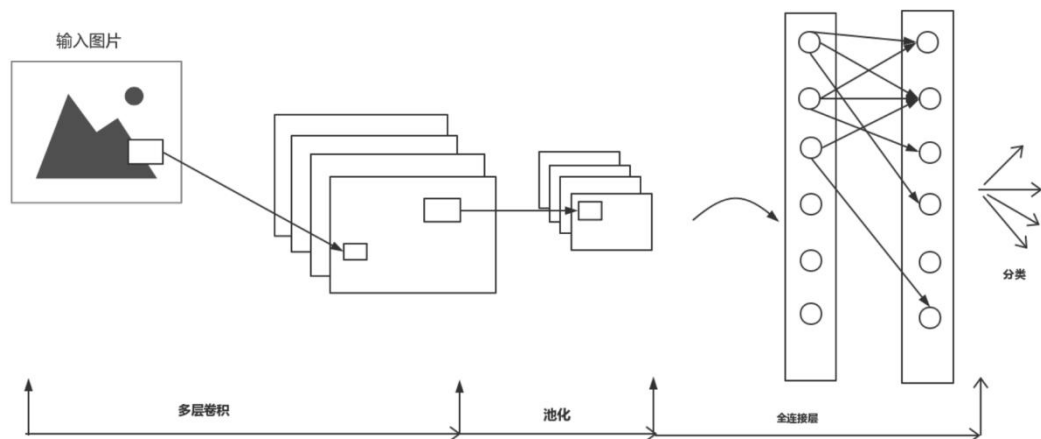 输入图片
分类
多层卷积
池化
全连接层